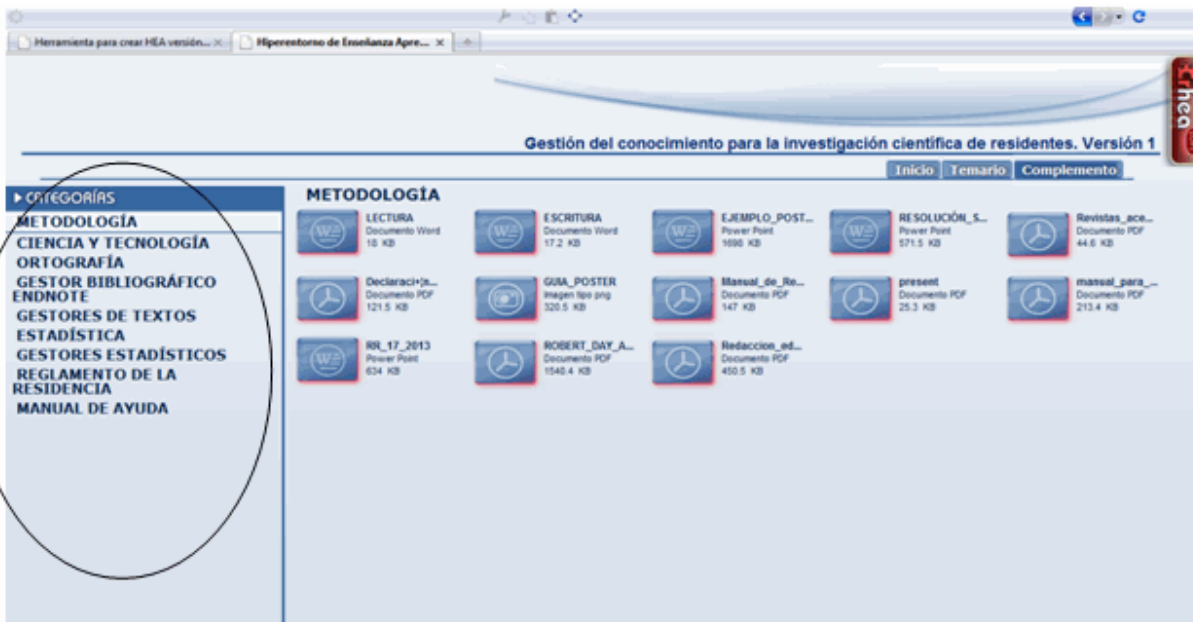 Herramienta para crear HEA versión...
Hiperentorno de Enseñanza Apre...
rhea
Gestión del conocimiento para la investigación científica de residentes. Versión 1
Inicio Temario Complemento
CATEGORÍAS
METODOLOGÍA
CIENCIA Y TECNOLOGÍA
ORTOGRAFÍA
GESTOR BIBLIOGRÁFICO
ENDNOTE
GESTORES DE TEXTOS
ESTADÍSTICA
GESTORES ESTADÍSTICOS
REGLAMENTO DE LA
RESIDENCIA
MANUAL DE AYUDA
METODOLOGÍA
LECTURA
Documento Word
18 KB
ESCRITURA
Documento Word
17.2 KB
EJEMPLO_POST...
Power Point
1698 KB
RESOLUCIÓN_S...
Power Point
571.5 KB
Revistas_ace...
Documento PDF
44.6 KB
Declaraci+¦n...
Documento PDF
121.5 KB
GUIA_POSTER
Imagen tipo png
320.5 KB
Manual_de_Re...
Documento PDF
147 KB
present
Documento PDF
25.3 KB
manual_para_...
Documento PDF
213.4 KB
RR_17_2013
Power Point
634 KB
ROBERT_DAY_A...
Documento PDF
1540.4 KB
Redaccion_ed...
Documento PDF
450.5 KB